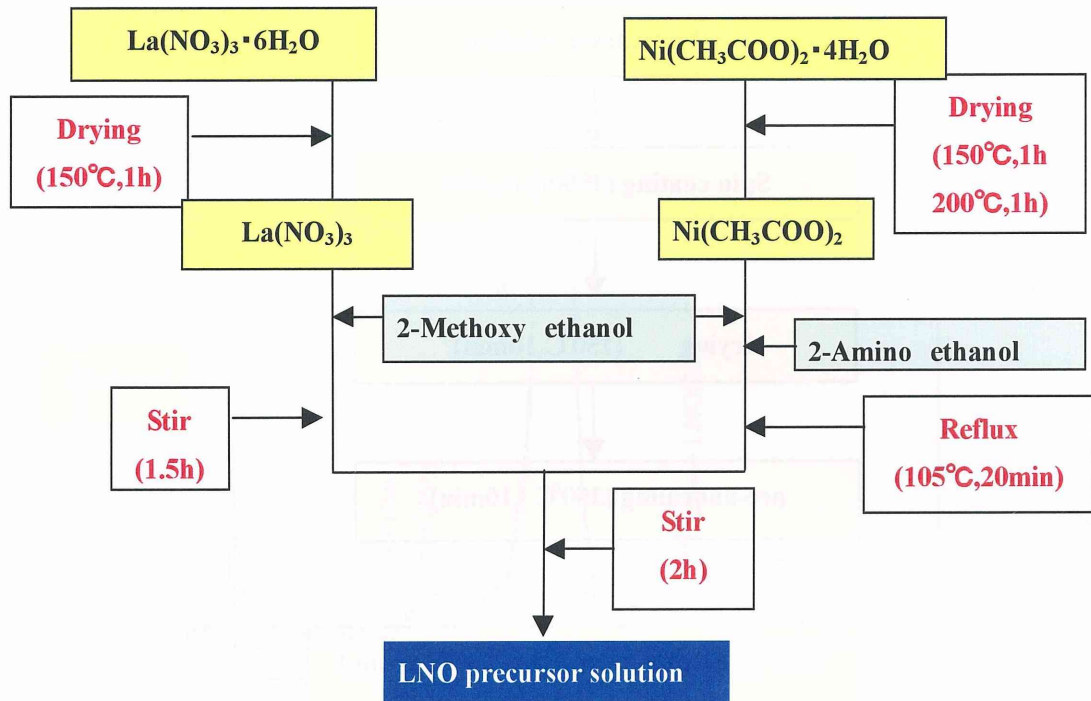 La(NO₃)₃·6H₂O
Ni(CH₃COO)₂·4H₂O
Drying
(150℃,1h)
Drying
(150℃,1h
200℃,1h)
La(NO₃)₃
Ni(CH₃COO)₂
2-Methoxy ethanol
2-Amino ethanol
Stir
(1.5h)
Reflux
(105℃,20min)
Stir
(2h)
LNO precursor solution